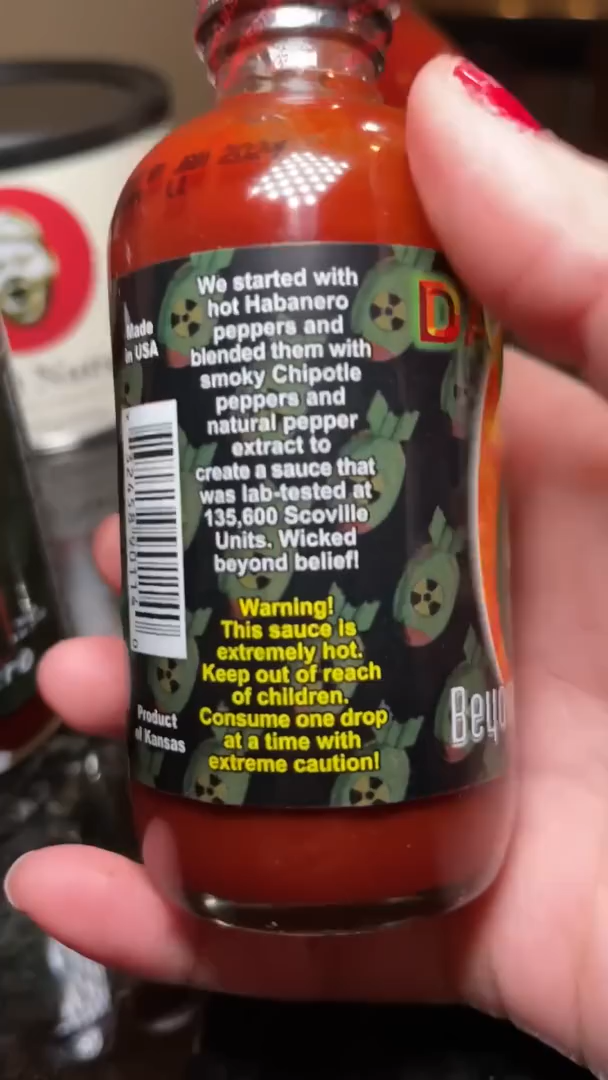 2024
We started with
hot Habanero
peppers and
blended them with
smoky Chipotle
peppers and
natural pepper
extract to
create a sauce that
was lab-tested at
135,600 Scoville
Units. Wicked
beyond belief!
Warning!
This sauce is
extremely hot.
Keep out of reach
of children.
Consume one drop
at a time with
extreme caution!
Made
in USA
Product
of Kansas